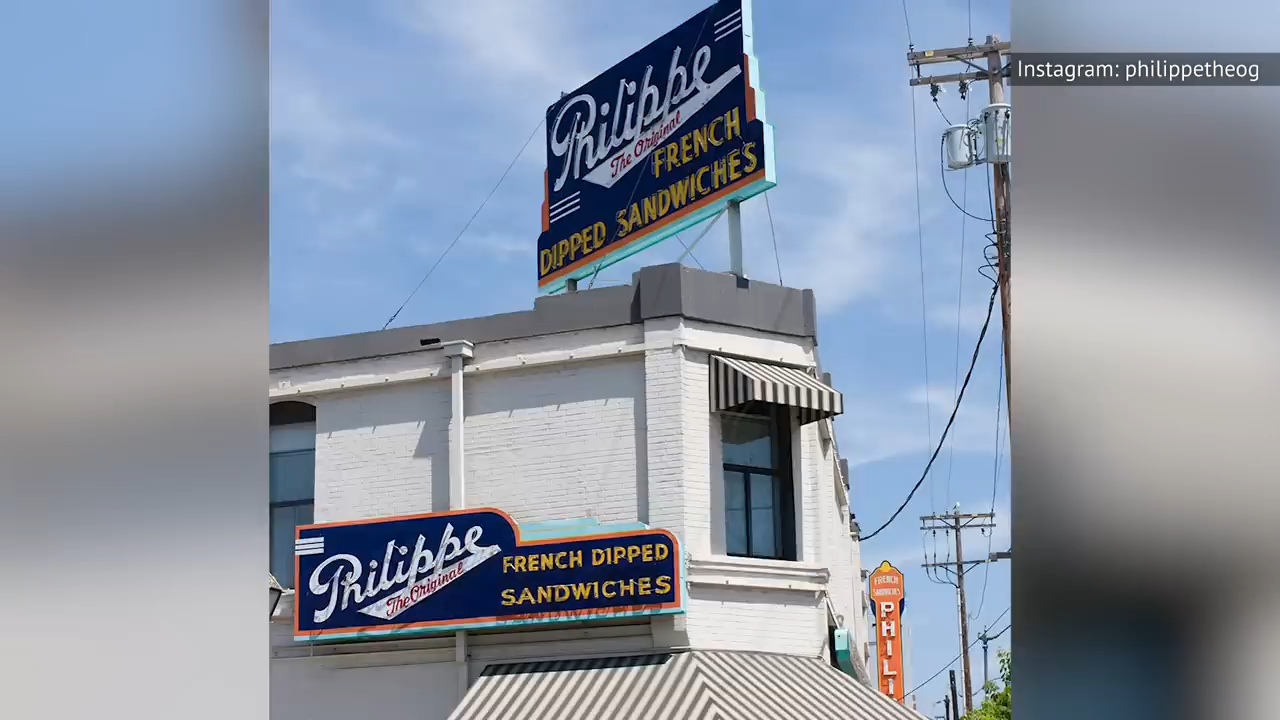 Instagram: philippetheog
Philippe
The Original
FRENCH
DIPPED SANDWICHES
Philippe
The Original
FRENCH DIPPED
SANDWICHES
FRENCH
SANDWICHES
PHILI